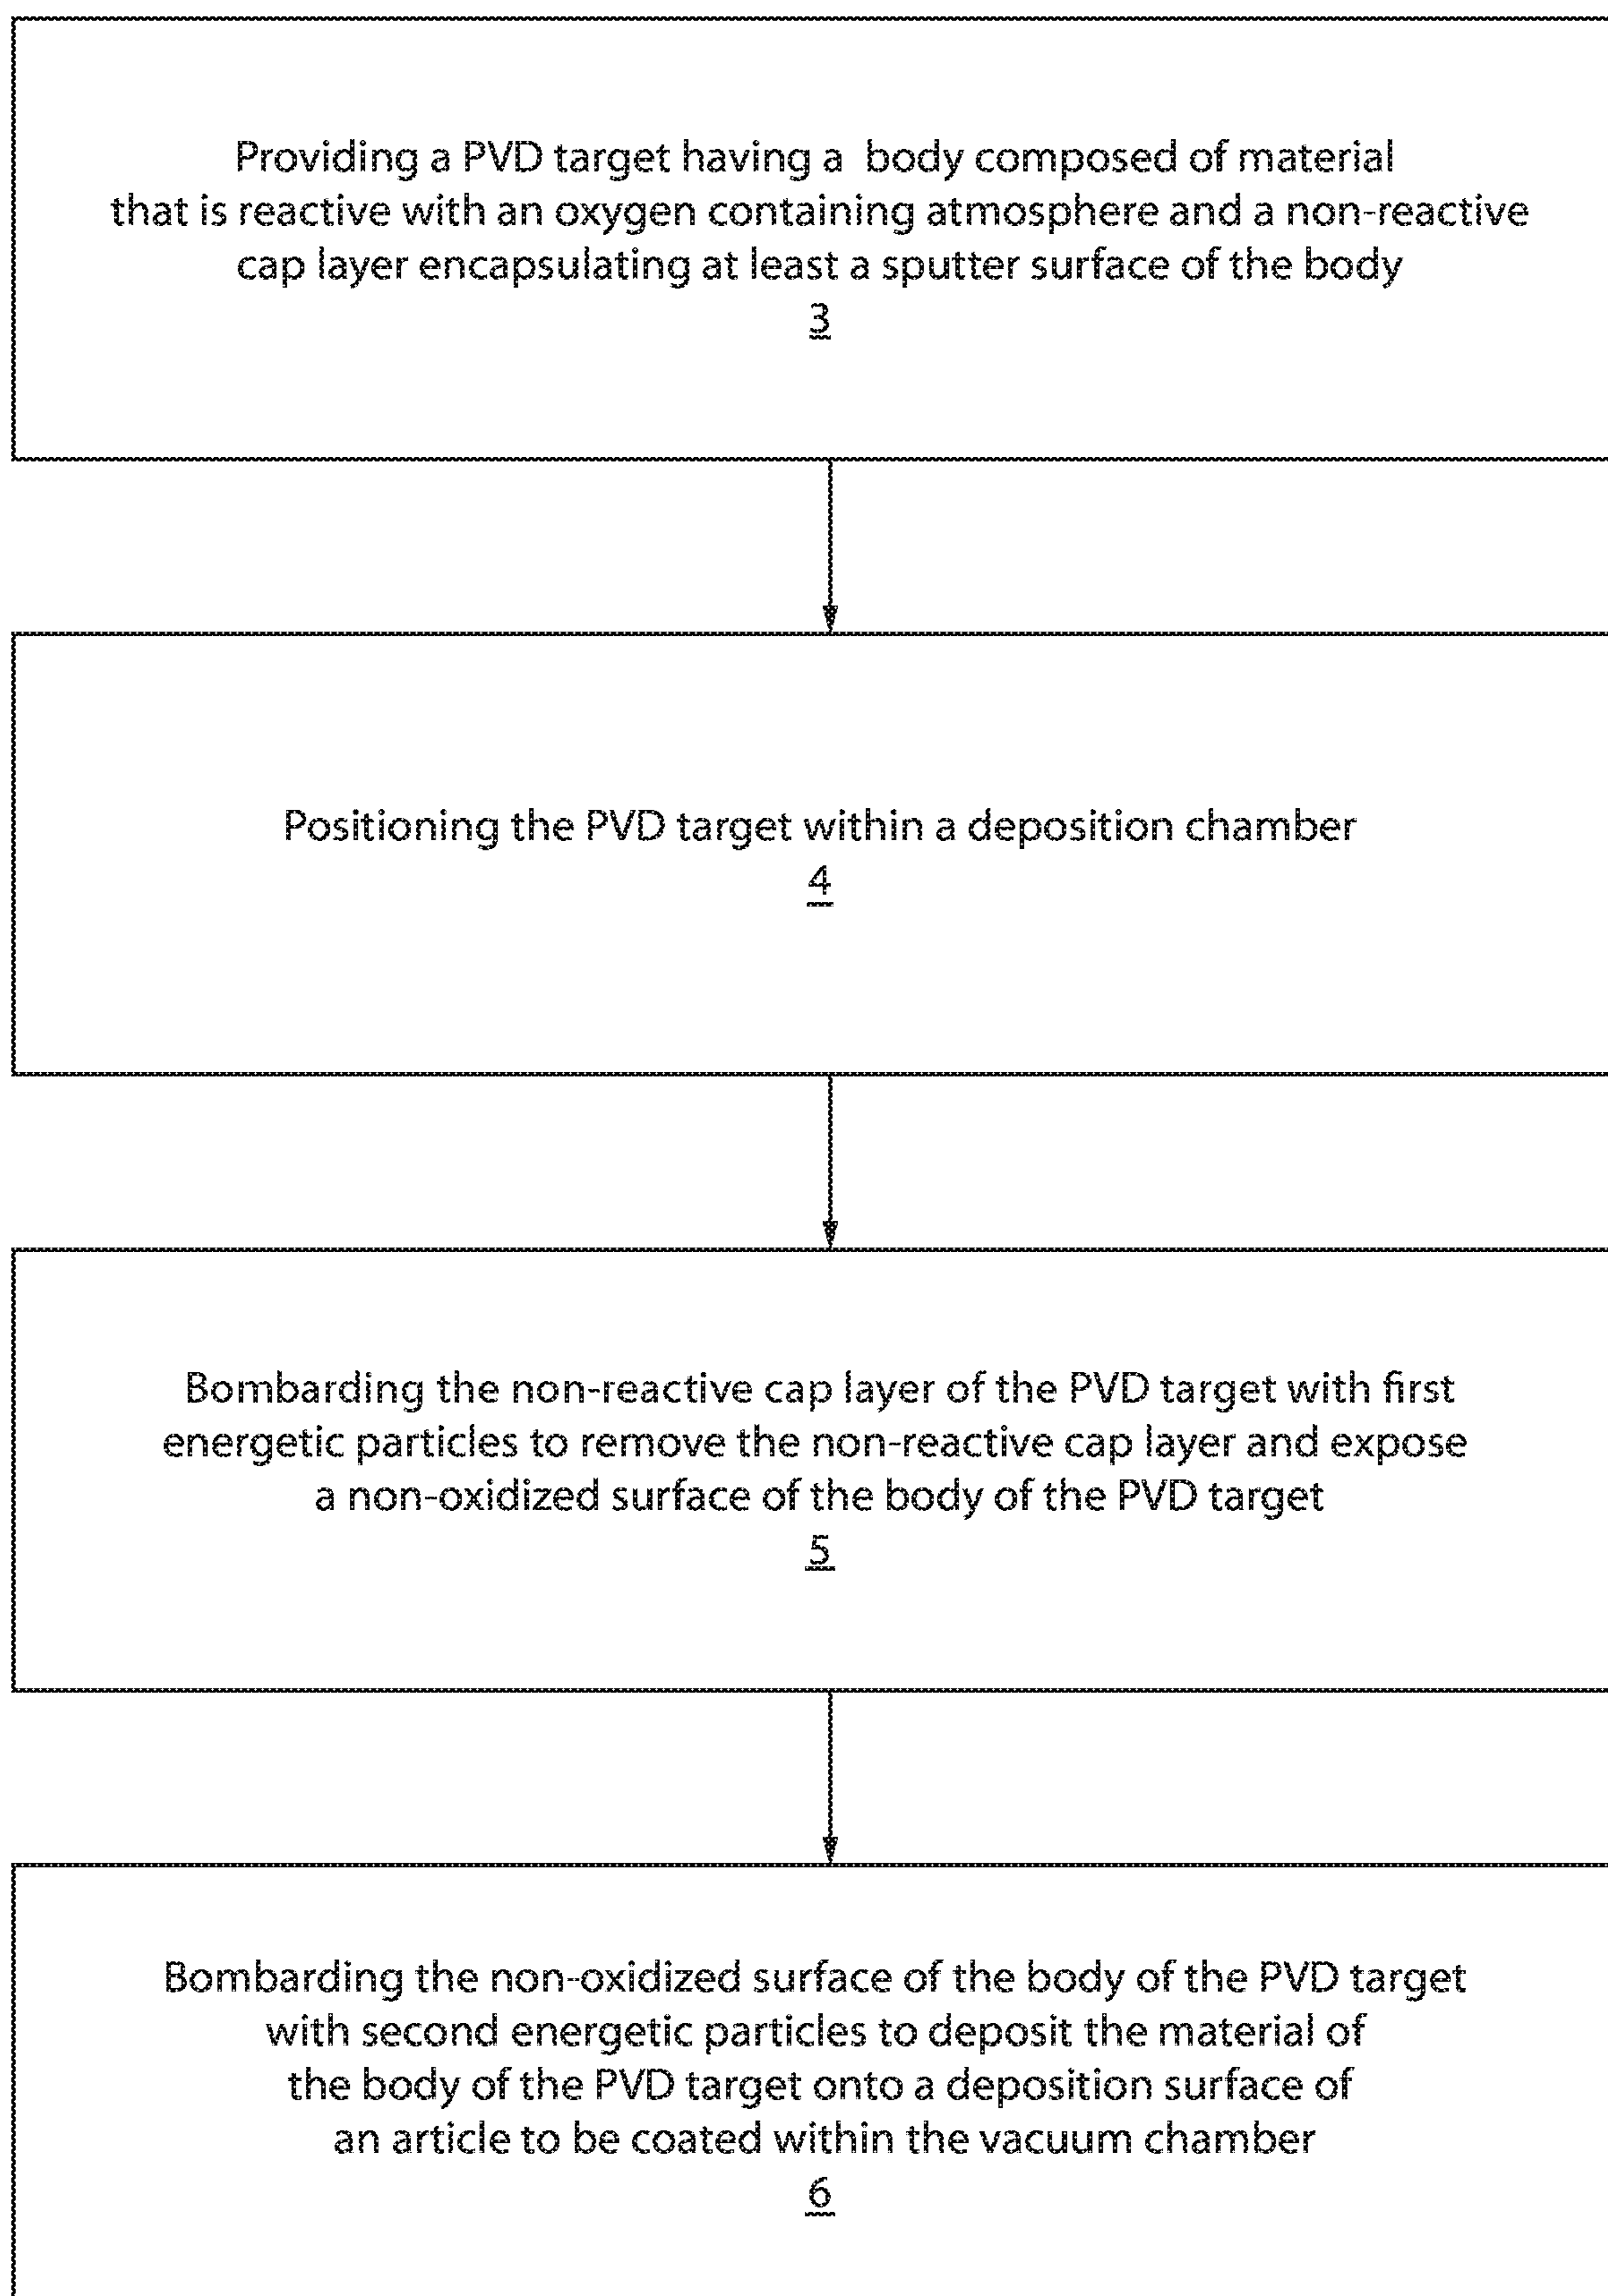 Providing a PVD target having a body composed of material
that is reactive with an oxygen containing atmosphere and a non-reactive
cap layer encapsulating at least a sputter surface of the body
3
Positioning the PVD target within a deposition chamber
4
Bombarding the non-reactive cap layer of the PVD target with first
energetic particles to remove the non-reactive cap layer and expose
a non-oxidized surface of the body of the PVD target
5
Bombarding the non-oxidized surface of the body of the PVD target
with second energetic particles to deposit the material of
the body of the PVD target onto a deposition surface of
an article to be coated within the vacuum chamber
6